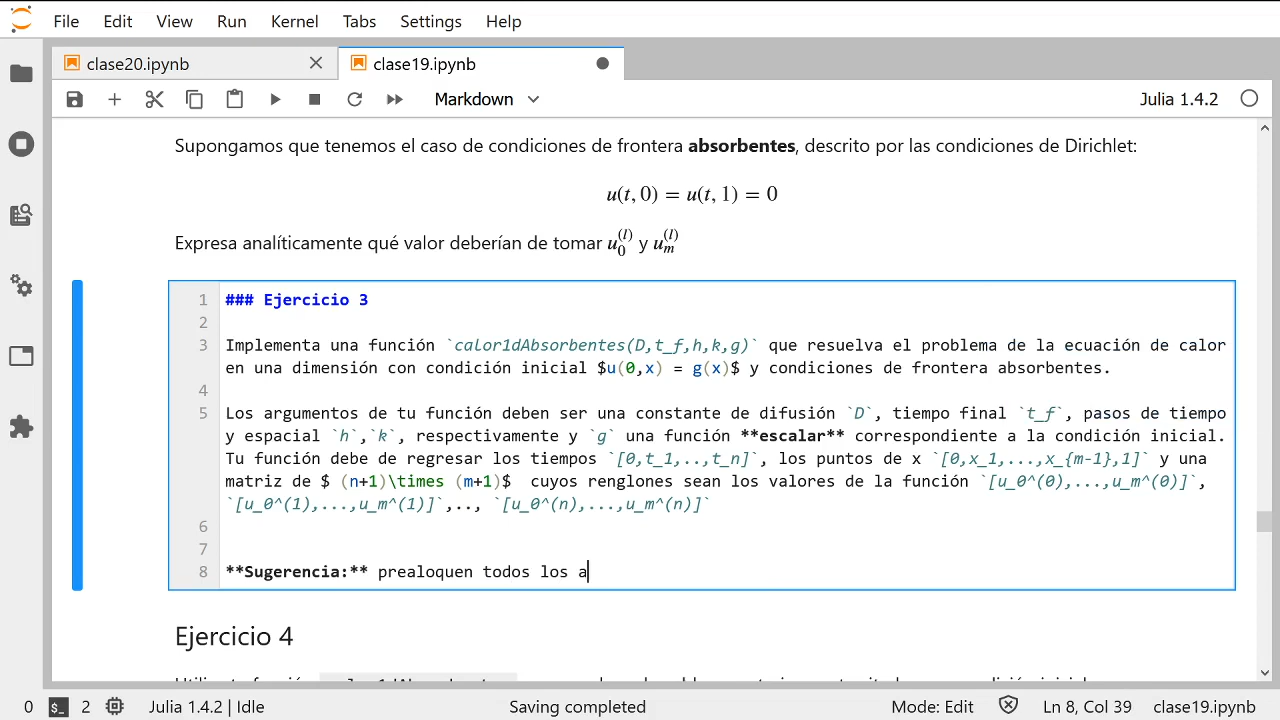 File Edit View Run Kernel Tabs Settings Help
clase20.ipynb clase19.ipynb
Markdown Julia 1.4.2
Supongamos que tenemos el caso de condiciones de frontera absorbentes, descrito por las condiciones de Dirichlet:
u(t, 0) = u(t, 1) = 0
Expresa analíticamente qué valor deberían de tomar u_0^{(l)} y u_m^{(l)}
1 ### Ejercicio 3
2
3 Implementa una función `calor1dAbsorbentes(D,t_f,h,k,g)` que resuelva el problema de la ecuación de calor
en una dimensión con condición inicial $u(0,x) = g(x)$ y condiciones de frontera absorbentes.
4
5 Los argumentos de tu función deben ser una constante de difusión `D`, tiempo final `t_f`, pasos de tiempo
y espacial `h`,`k`, respectivamente y `g` una función **escalar** correspondiente a la condición inicial.
Tu función debe de regresar los tiempos `[0,t_1,..,t_n]`, los puntos de x `[0,x_1,...,x_{m-1},1]` y una
matriz de $ (n+1)\times (m+1)$ cuyos renglones sean los valores de la función `[u_0^(0),...,u_m^(0)]`,
`[u_0^(1),...,u_m^(1)]`,.., `[u_0^(n),...,u_m^(n)]`
6
7
8 **Sugerencia:** prealoquen todos los a
Ejercicio 4
0 2 Julia 1.4.2 | Idle Saving completed Mode: Edit Ln 8, Col 39 clase19.ipynb